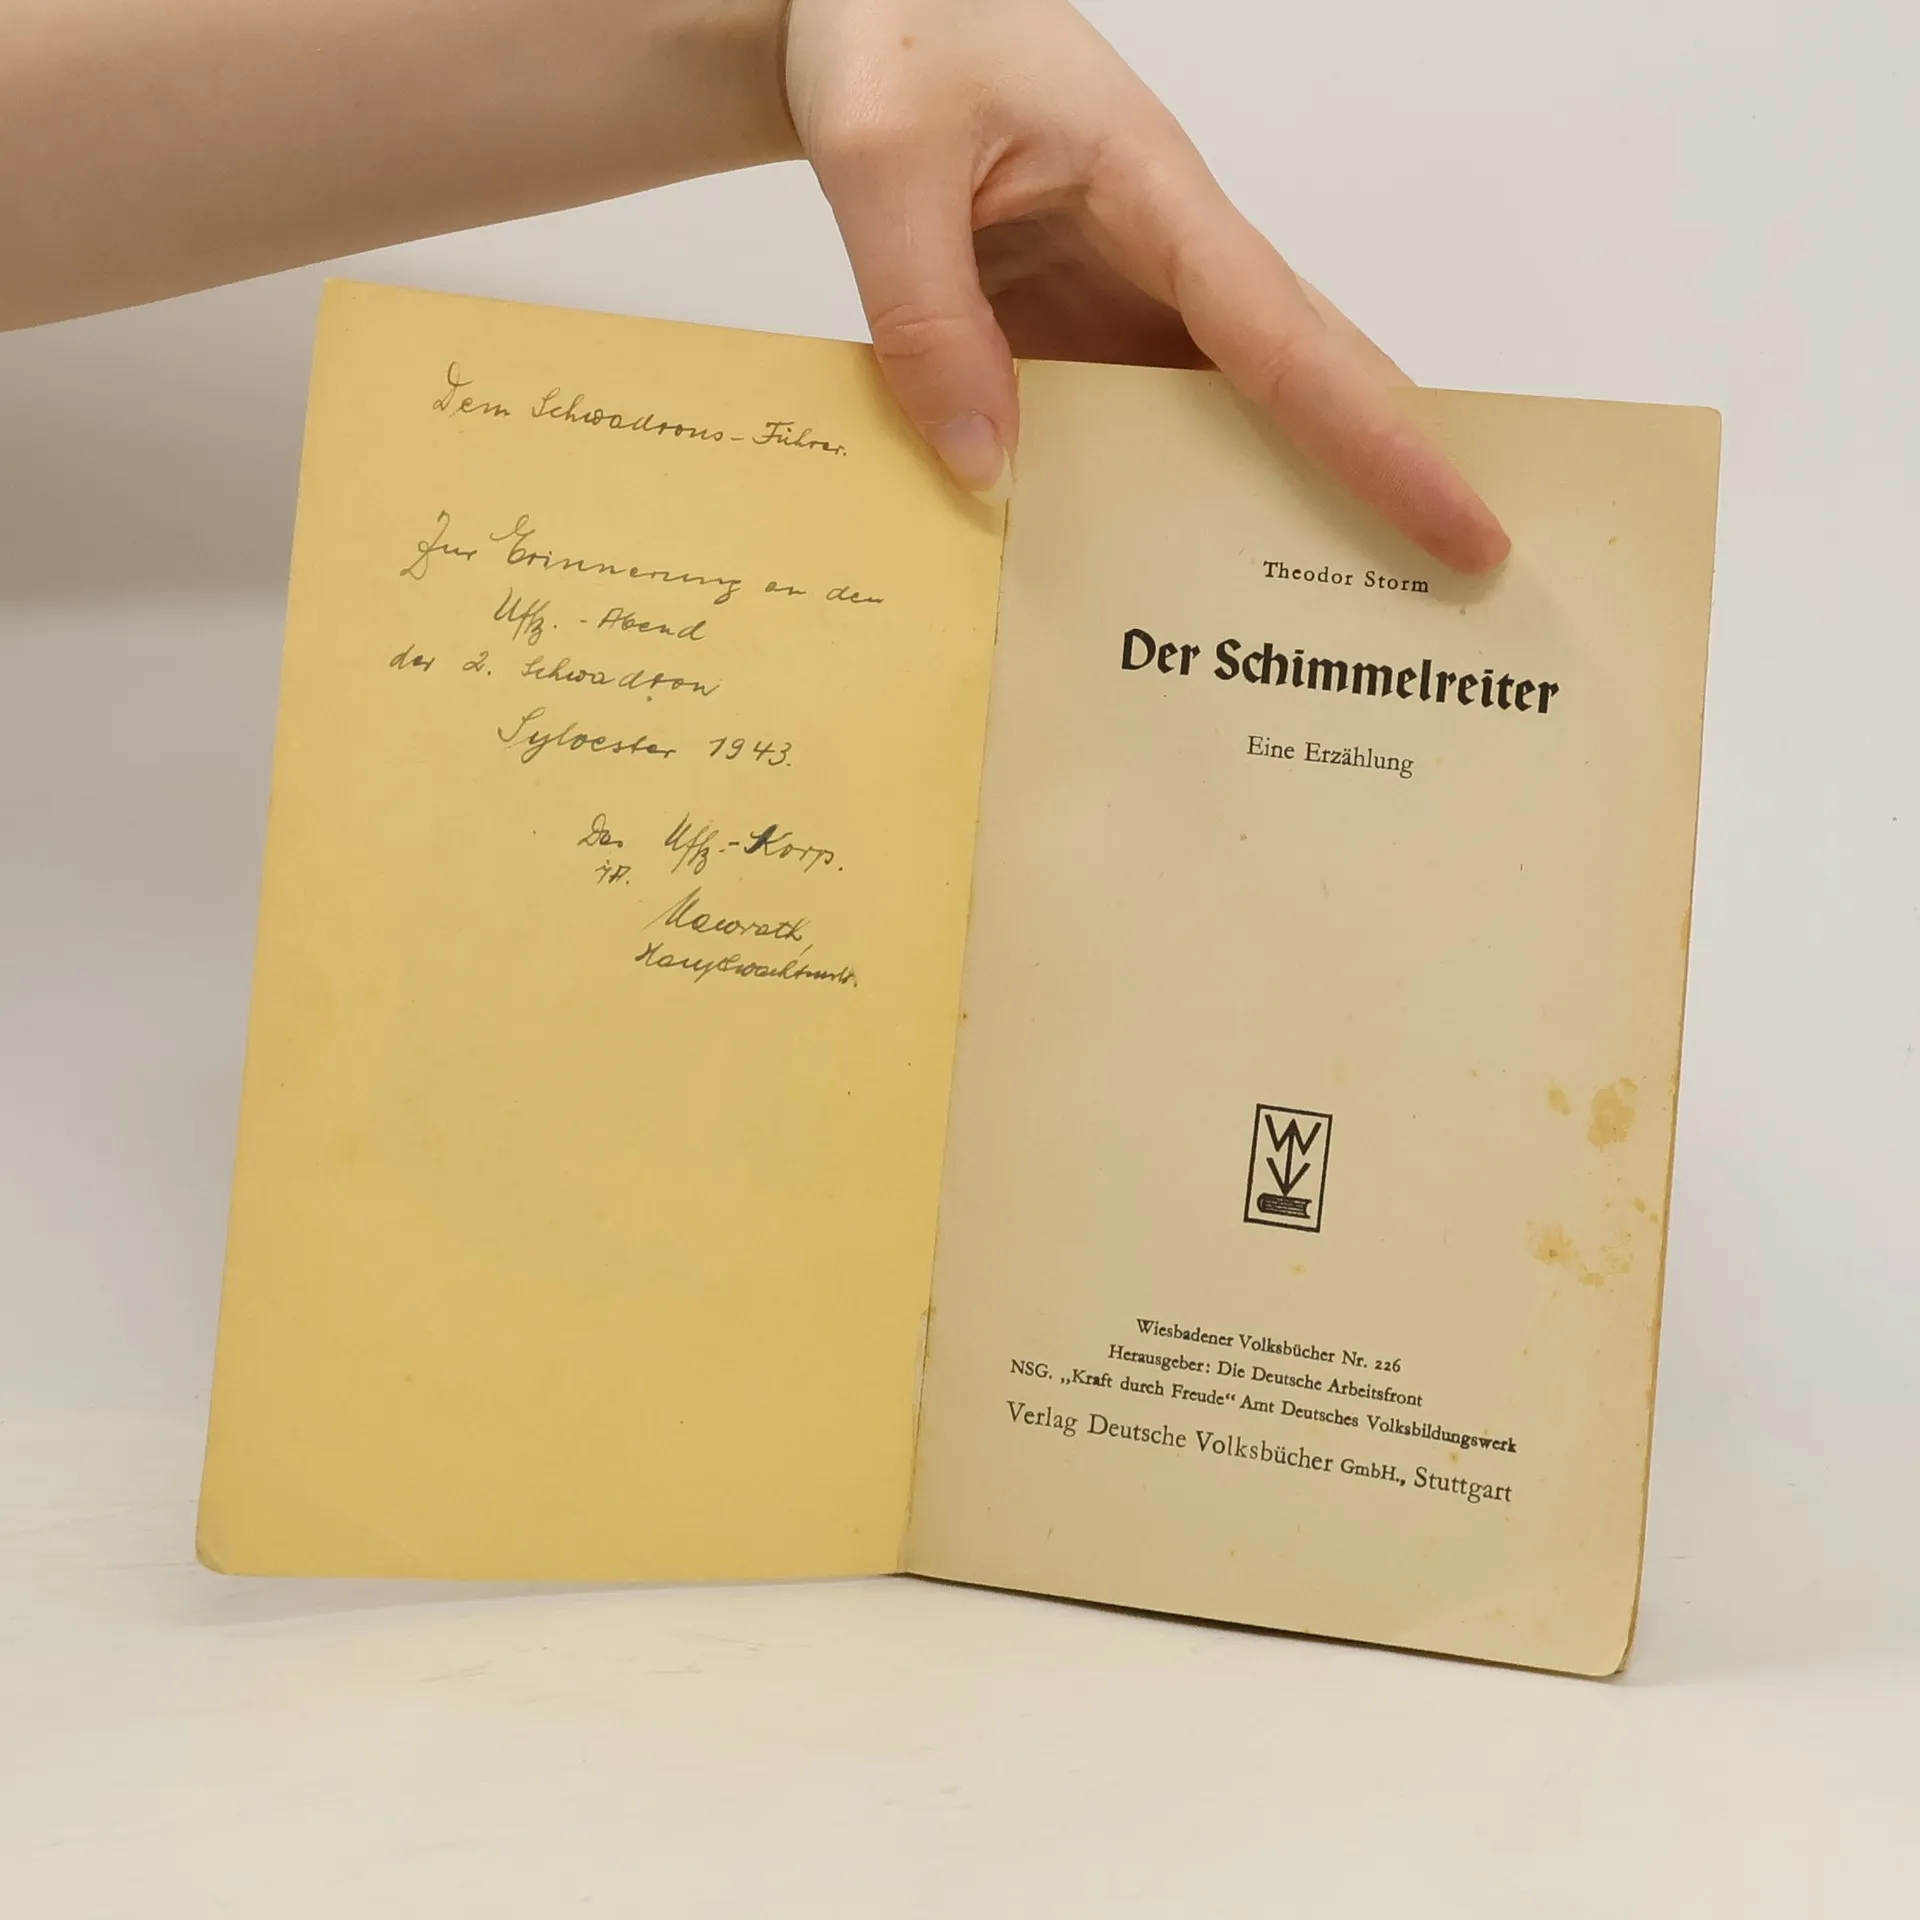 Dem Schwadrons-Führer.
Zur Erinnerung an den
Uffz.-Abend
der 2. Schwadron
Sylvester 1943.
Das Uffz.-Korp.
i.A.
Mawrath,
Hauptwachtmstr.
Theodor Storm
Der Schimmelreiter
Eine Erzählung
Wiesbadener Volksbücher Nr. 226
Herausgeber: Die Deutsche Arbeitsfront
NSG. „Kraft durch Freude“ Amt Deutsches Volksbildungswerk
Verlag Deutsche Volksbücher GmbH., Stuttgart